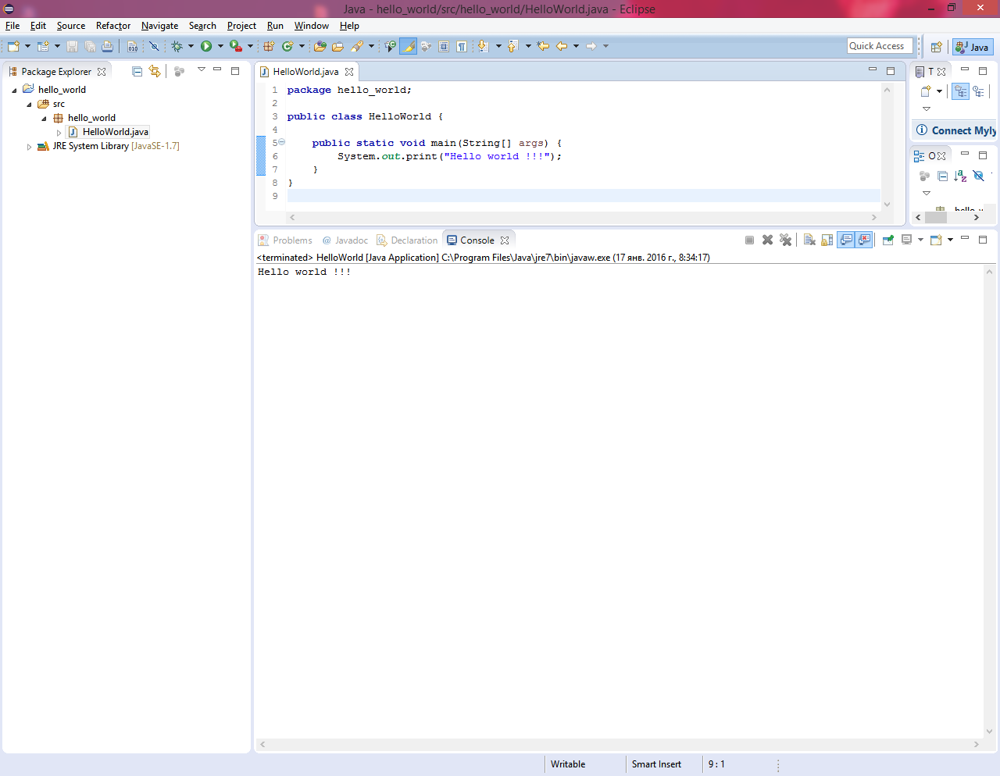 Java - hello_world/src/hello_world/HelloWorld.java - Eclipse
File Edit Source Refactor Navigate Search Project Run Window Help
Quick Access
Java
Package Explorer
hello_world
src
hello_world
HelloWorld.java
JRE System Library [JavaSE-1.7]
HelloWorld.java
1 package hello_world;
2
3 public class HelloWorld {
4
5 public static void main(String[] args) {
6 System.out.print("Hello world !!!");
7 }
8 }
9
T
Connect Myly
O
Problems @ Javadoc Declaration Console
<terminated> HelloWorld [Java Application] C:\Program Files\Java\jre7\bin\javaw.exe (17 янв. 2016 г., 8:34:17)
Hello world !!!
Writable Smart Insert 9 : 1